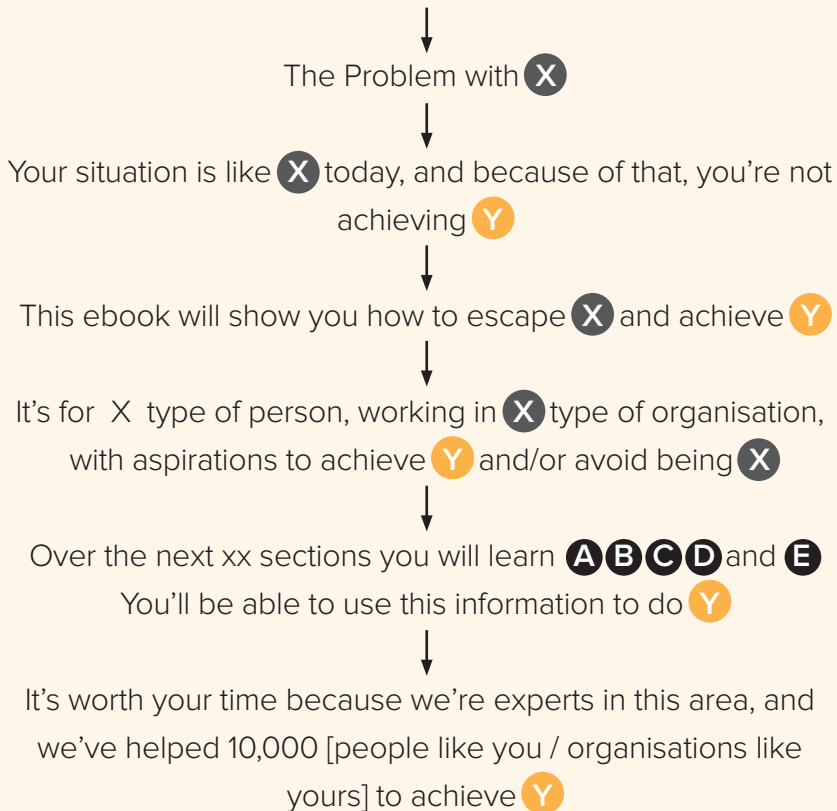 The Problem with X
Your situation is like X today, and because of that, you're not
achieving Y
This ebook will show you how to escape X and achieve Y
It's for X type of person, working in X type of organisation,
with aspirations to achieve Y and/or avoid being X
Over the next xx sections you will learn A B C D and E
You'll be able to use this information to do Y
It's worth your time because we're experts in this area, and
we've helped 10,000 [people like you / organisations like
yours] to achieve Y